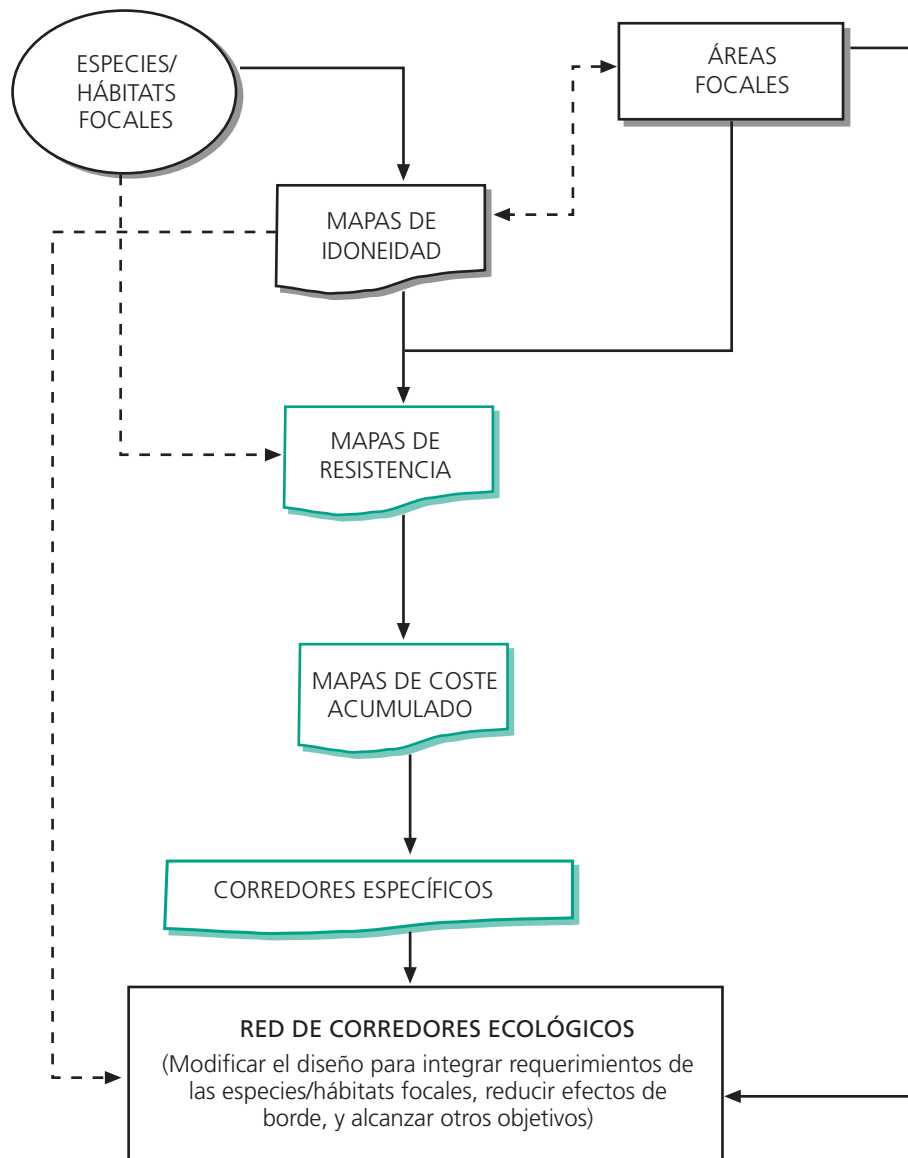 ESPECIES/
HÁBITATS
FOCALES
ÁREAS
FOCALES
MAPAS DE
IDONEIDAD
MAPAS DE
RESISTENCIA
MAPAS DE COSTE
ACUMULADO
CORREDORES ESPECÍFICOS
RED DE CORREDORES ECOLÓGICOS
(Modificar el diseño para integrar requerimientos de
las especies/hábitats focales, reducir efectos de
borde, y alcanzar otros objetivos)